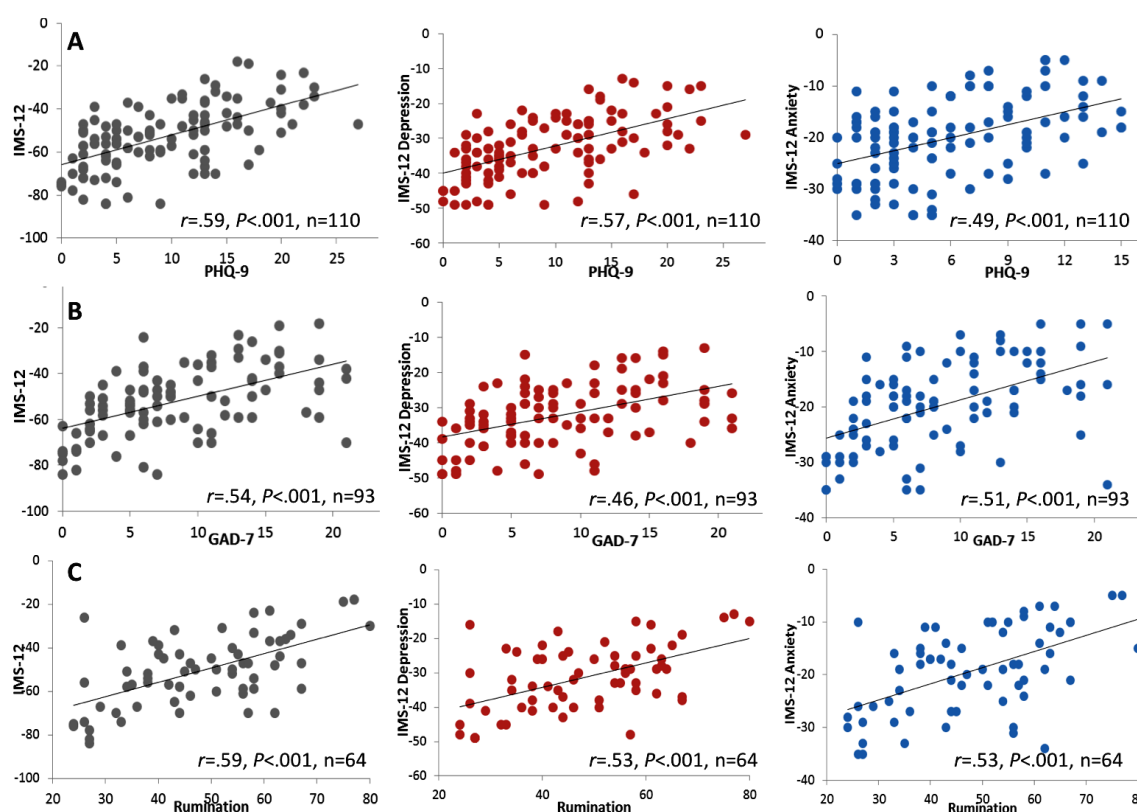 A
IMS-12
0
-20
-40
-60
-80
-100
0 5 10 15 20 25
PHQ-9
r=.59, P<.001, n=110
IMS-12 Depression
0
-10
-20
-30
-40
-50
-60
0 5 10 15 20 25
PHQ-9
r=.57, P<.001, n=110
IMS-12 Anxiety
0
-10
-20
-30
-40
0 3 6 9 12 15
PHQ-9
r=.49, P<.001, n=110
B
IMS-12
-20
-40
-60
-80
-100
0 5 10 15 20
GAD-7
r=.54, P<.001, n=93
IMS-12 Depression
0
-10
-20
-30
-40
-50
-60
0 5 10 15 20
GAD-7
r=.46, P<.001, n=93
IMS-12 Anxiety
0
-10
-20
-30
-40
0 5 10 15 20
GAD-7
r=.51, P<.001, n=93
C
IMS-12
0
-20
-40
-60
-80
-100
20 30 40 50 60 70 80
Rumination
r=.59, P<.001, n=64
IMS-12 Depression
0
-10
-20
-30
-40
-50
-60
20 40 60 80
Rumination
r=.53, P<.001, n=64
IMS-12 Anxiety
0
-10
-20
-30
-40
20 30 40 50 60 70 80
Rumination
r=.53, P<.001, n=64